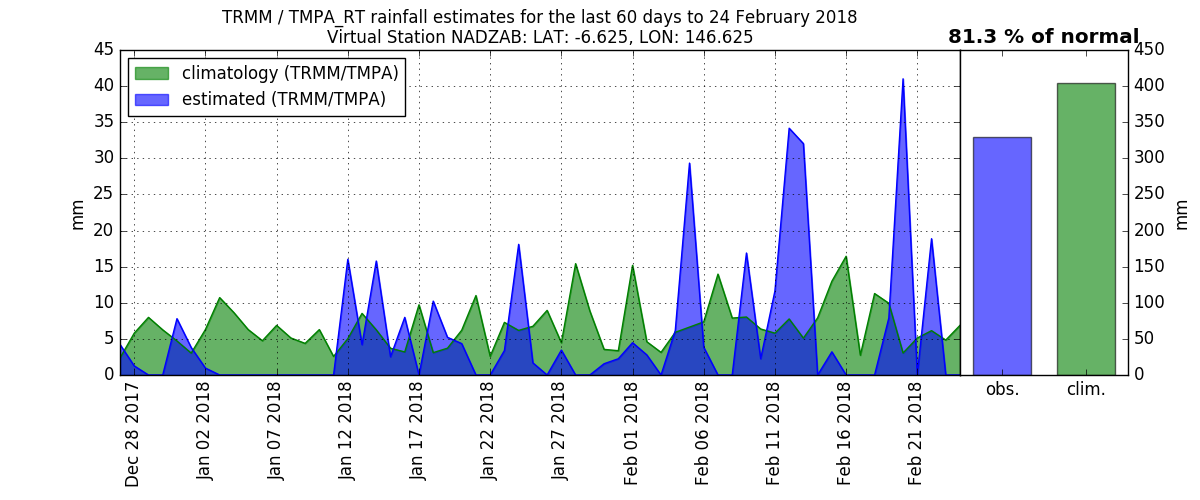 TRMM / TMPA_RT rainfall estimates for the last 60 days to 24 February 2018
Virtual Station NADZAB: LAT: -6.625, LON: 146.625
81.3 % of normal
climatology (TRMM/TMPA)
estimated (TRMM/TMPA)
45
40
35
30
25
20
15
10
5
0
mm
450
400
350
300
250
200
150
100
50
0
mm
Dec 28 2017
Jan 02 2018
Jan 07 2018
Jan 12 2018
Jan 17 2018
Jan 22 2018
Jan 27 2018
Feb 01 2018
Feb 06 2018
Feb 11 2018
Feb 16 2018
Feb 21 2018
obs.
clim.